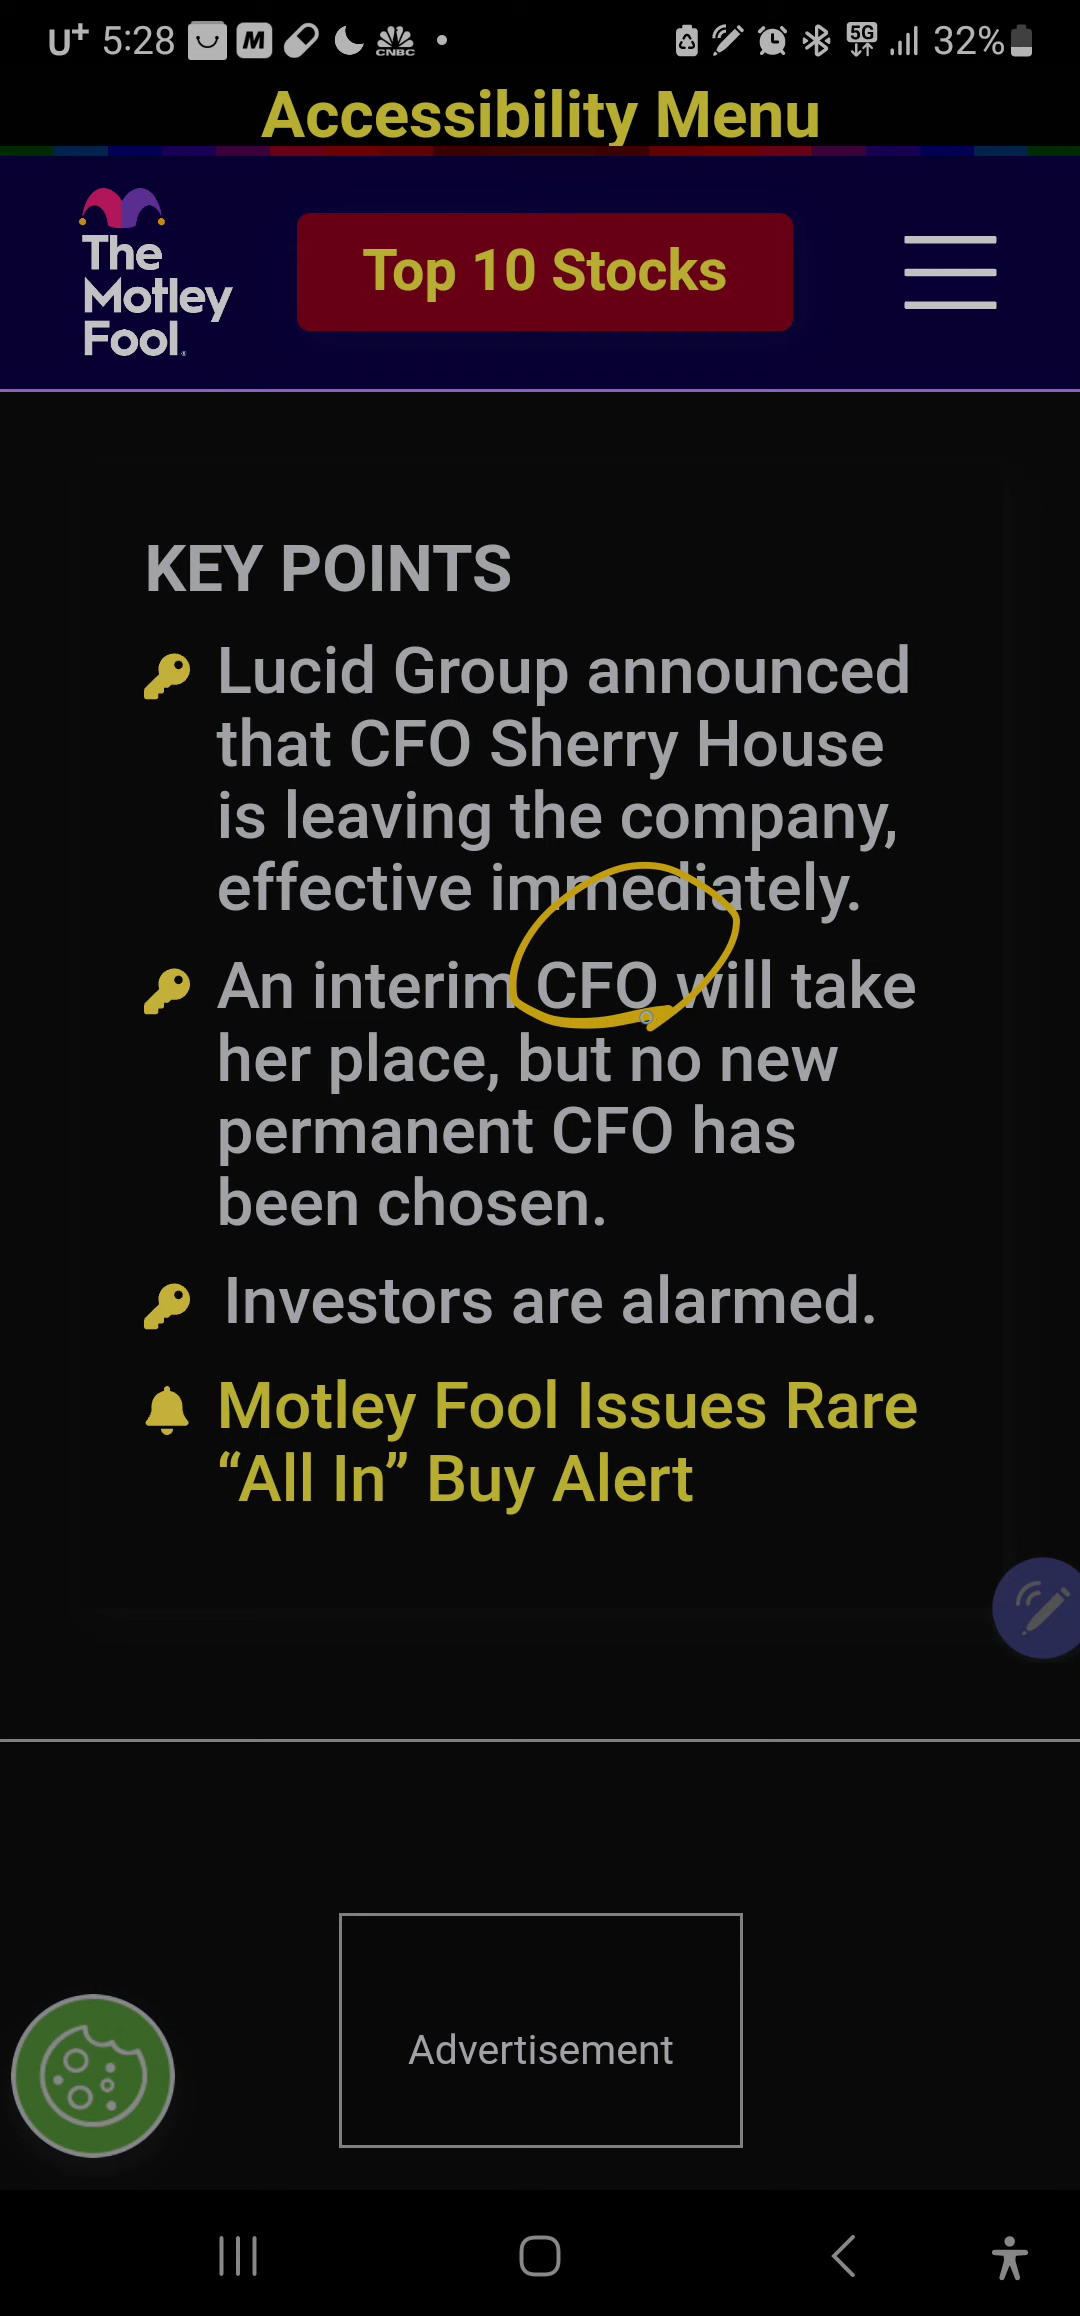 U+ 5:28 M CNBC 5G 32%
Accessibility Menu
The
Motley
Fool
Top 10 Stocks
KEY POINTS
Lucid Group announced
that CFO Sherry House
is leaving the company,
effective immediately.
An interim CFO will take
her place, but no new
permanent CFO has
been chosen.
Investors are alarmed.
Motley Fool Issues Rare
“All In” Buy Alert
Advertisement